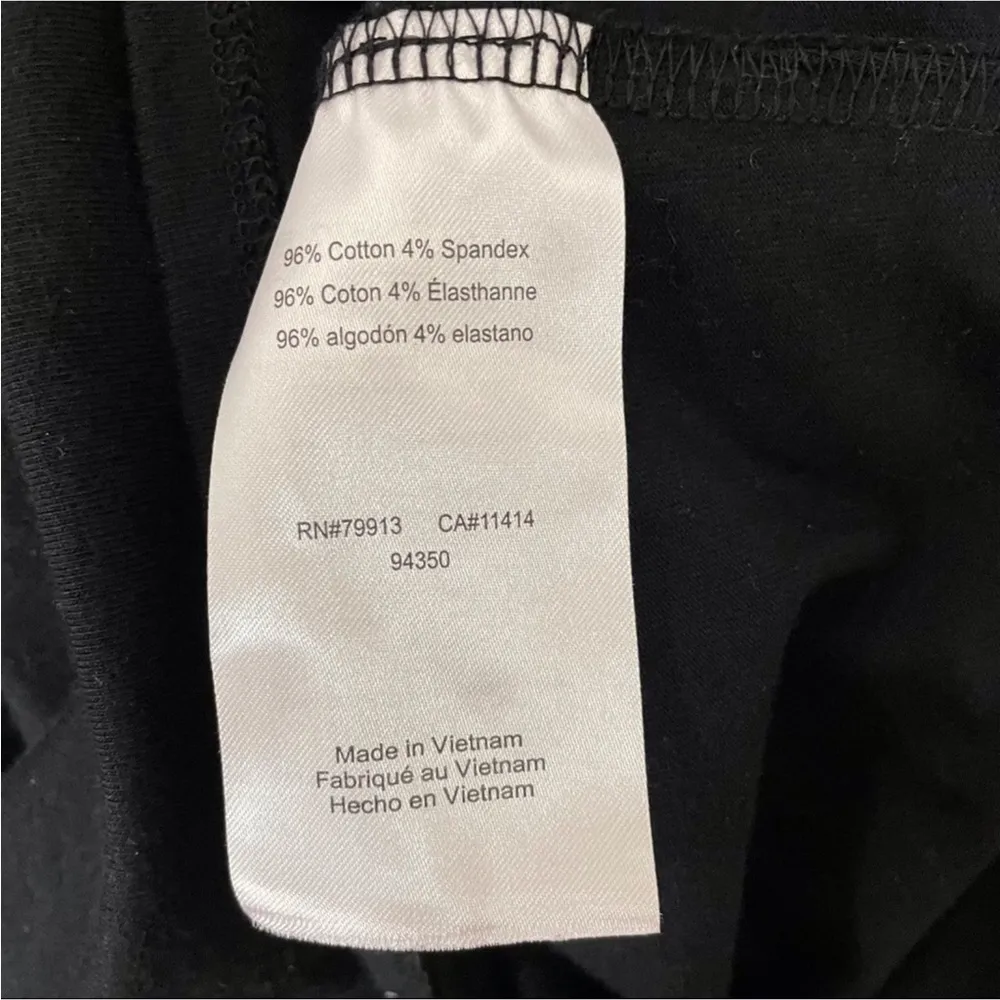 96% Cotton 4% Spandex
96% Coton 4% Élasthanne
96% algodón 4% elastano
RN#79913 CA#11414
94350
Made in Vietnam
Fabriqué au Vietnam
Hecho en Vietnam